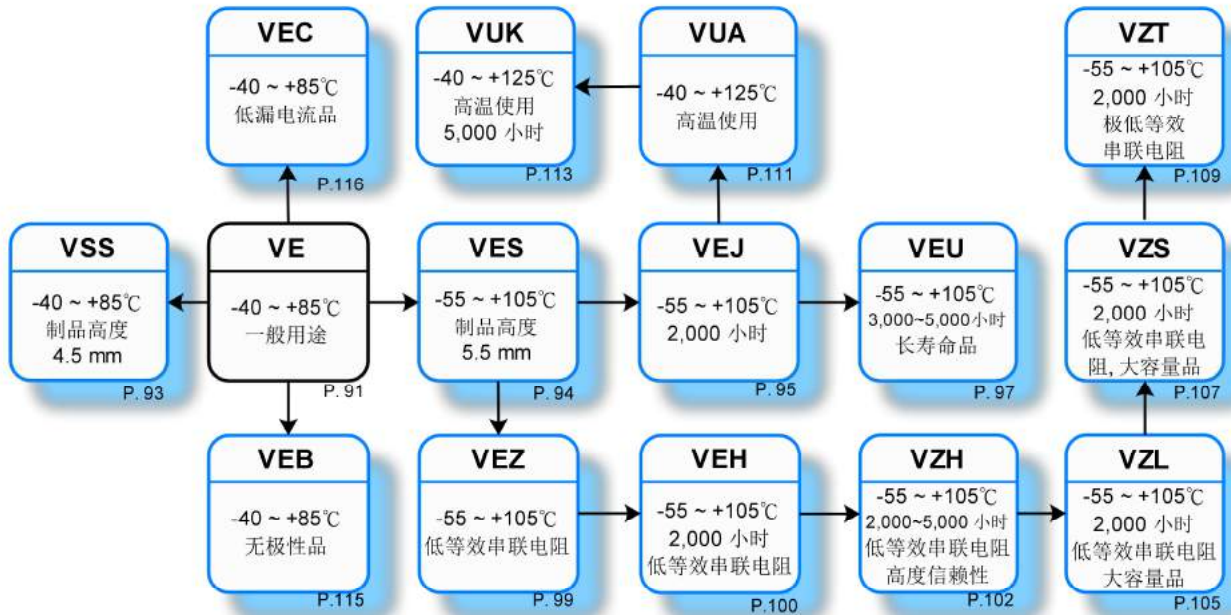 VEC
-40 ~ +85℃
低漏电流品
P.116
VUK
-40 ~ +125℃
高温使用
5,000 小时
P.113
VUA
-40 ~ +125℃
高温使用
P.111
VZT
-55 ~ +105℃
2,000 小时
极低等效
串联电阻
P.109
VSS
-40 ~ +85℃
制品高度
4.5 mm
P. 93
VE
-40 ~ +85℃
一般用途
P. 91
VES
-55 ~ +105℃
制品高度
5.5 mm
P. 94
VEJ
-55 ~ +105℃
2,000 小时
P. 95
VEU
-55 ~ +105℃
3,000~5,000小时
长寿命品
P. 97
VZS
-55 ~ +105℃
2,000 小时
低等效串联电
阻, 大容量品
P.107
VEB
-40 ~ +85℃
无极性品
P.115
VEZ
-55 ~ +105℃
低等效串联电阻
P. 99
VEH
-55 ~ +105℃
2,000 小时
低等效串联电阻
P.100
VZH
-55 ~ +105℃
2,000~5,000 小时
低等效串联电阻
高度信赖性
P.102
VZL
-55 ~ +105℃
2,000 小时
低等效串联电阻
大容量品
P.105